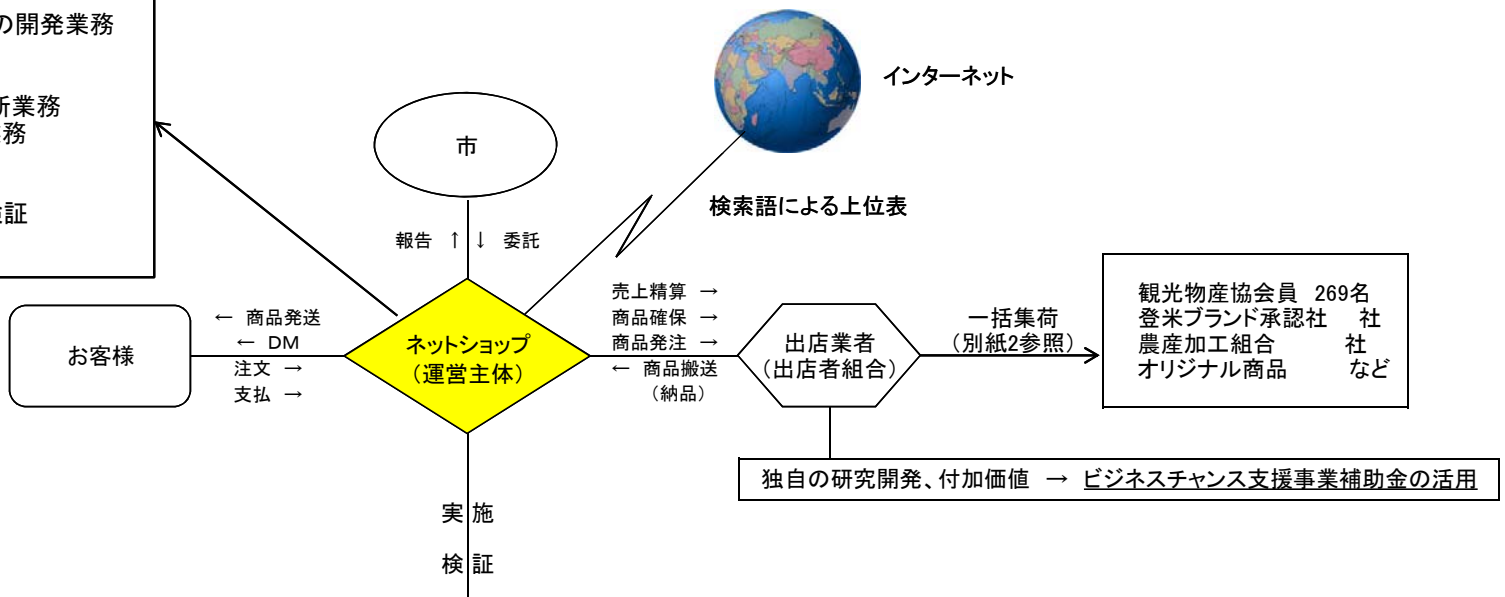 の開発業務
業務
務
証
インターネット
市
検索語による上位表
報告 ↑ ↓ 委託
お客様
← 商品発送
← DM
注文 →
支払 →
ネットショップ
(運営主体)
売上精算 →
商品確保 →
商品発注 →
← 商品搬送
(納品)
出店業者
(出店者組合)
一括集荷
(別紙2参照)
観光物産協会員 269名
登米ブランド承認社 社
農産加工組合 社
オリジナル商品 など
独自の研究開発、付加価値 → ビジネスチャンス支援事業補助金の活用
実施
検証